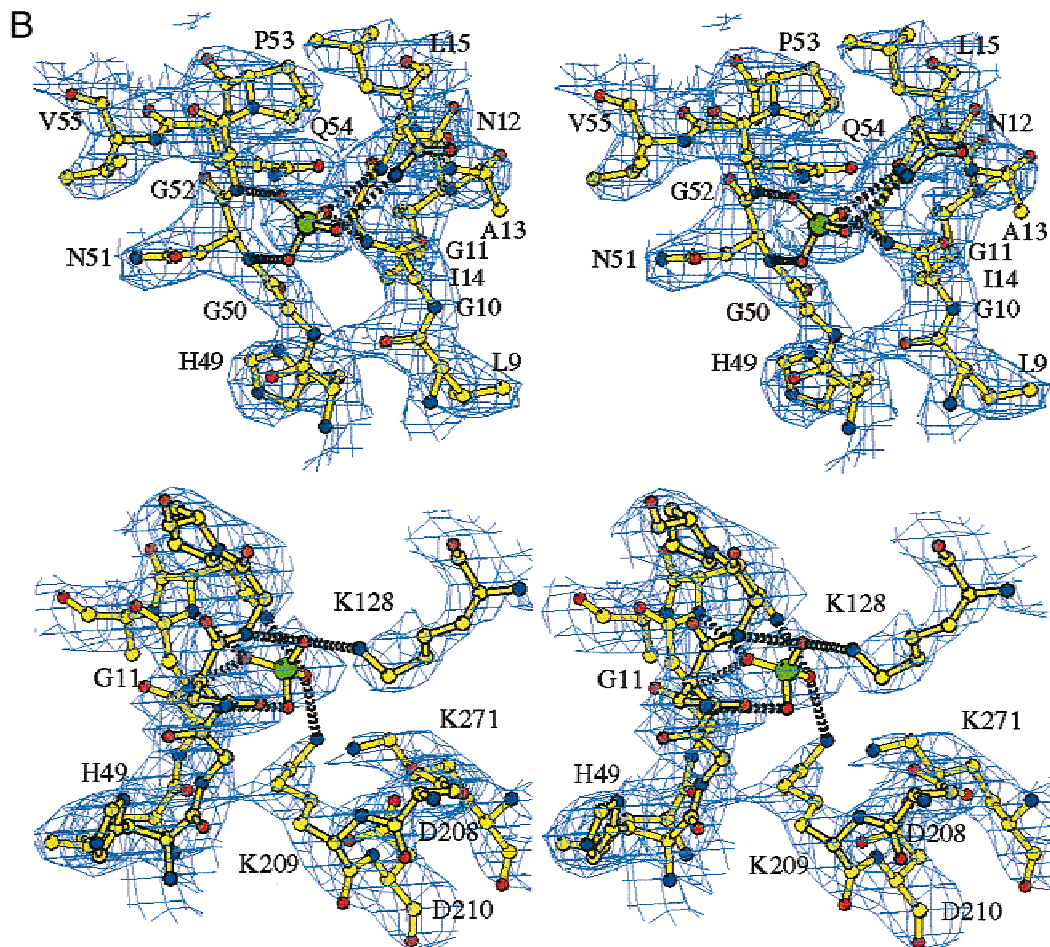 B
P53 L15 P53 L15
V55 Q54 N12 V55 Q54 N12
G52 G52
A13 A13
N51 G11 N51 G11
I14 I14
G50 G10 G50 G10
H49 L9 H49 L9
K128 K128
G11 G11
K271 K271
H49 H49
D208 D208
K209 K209
D210 D210